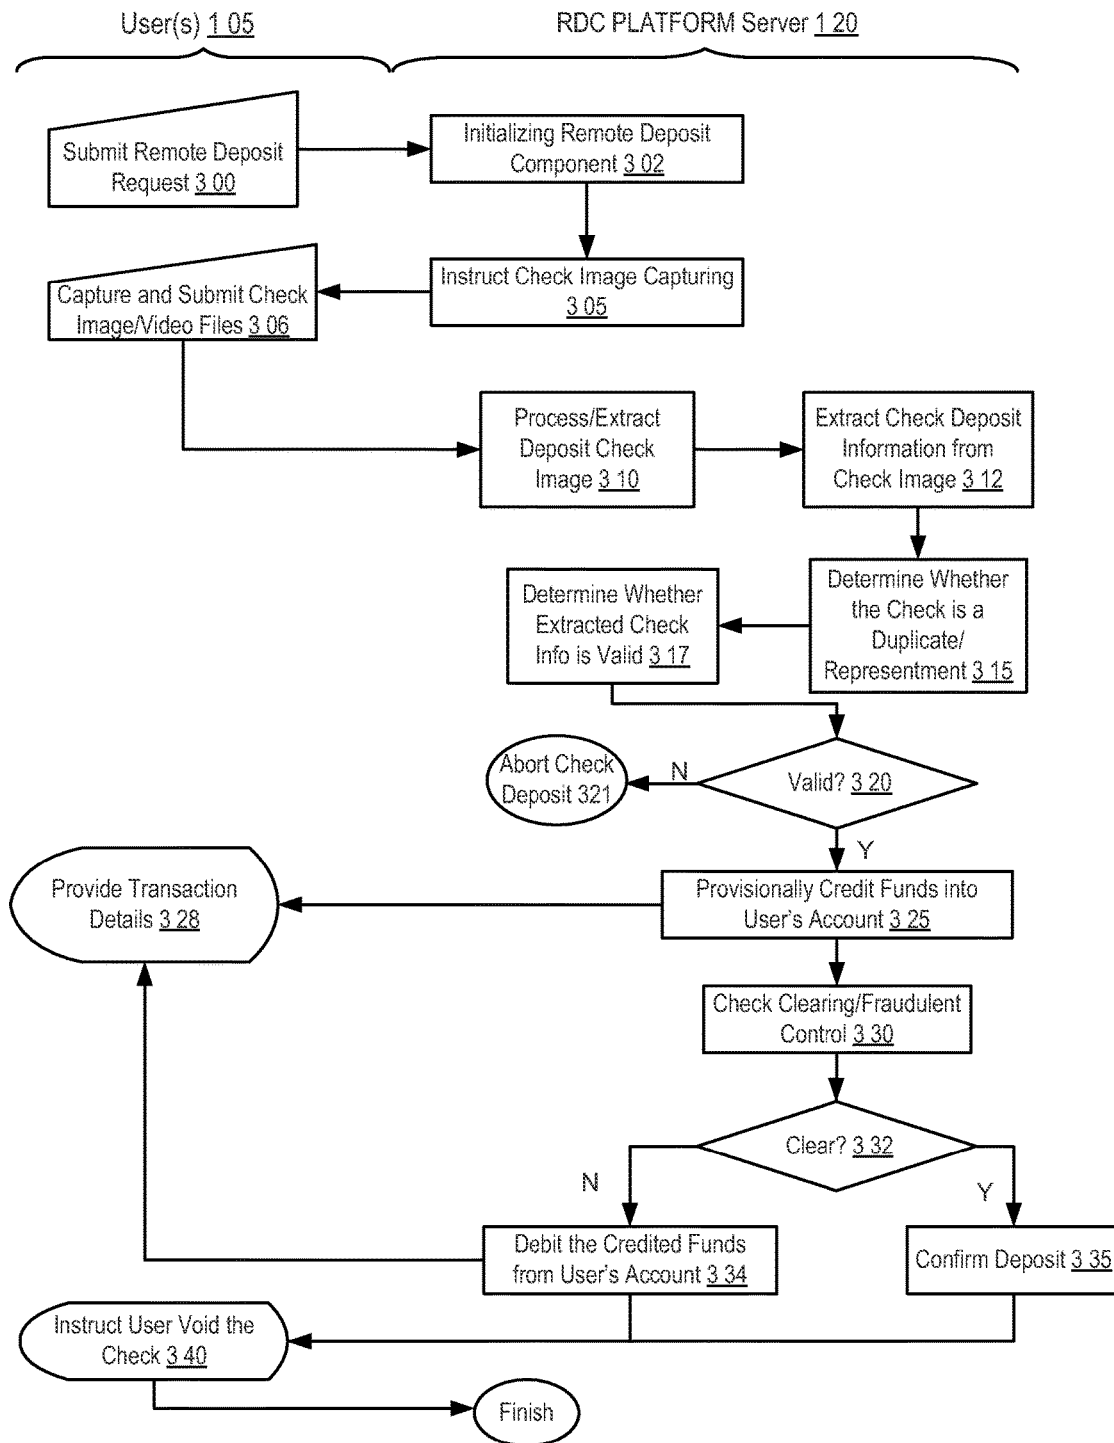 User(s) 1 05
RDC PLATFORM Server 1 20
Submit Remote Deposit
Request 3 00
Initializing Remote Deposit
Component 3 02
Instruct Check Image Capturing
3 05
Capture and Submit Check
Image/Video Files 3 06
Process/Extract
Deposit Check
Image 3 10
Extract Check Deposit
Information from
Check Image 3 12
Determine Whether
the Check is a
Duplicate/
Representment 3 15
Determine Whether
Extracted Check
Info is Valid 3 17
Valid? 3 20
N
Abort Check
Deposit 321
Y
Provisionally Credit Funds into
User's Account 3 25
Provide Transaction
Details 3 28
Check Clearing/Fraudulent
Control 3 30
Clear? 3 32
N
Y
Debit the Credited Funds
from User's Account 3 34
Confirm Deposit 3 35
Instruct User Void the
Check 3 40
Finish